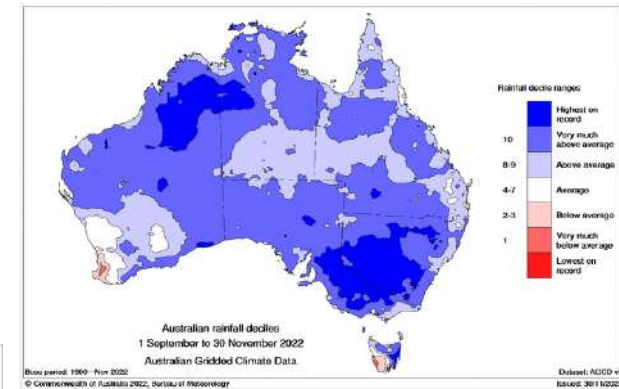 Rainfall decile ranges
Highest on
record
10
Very much
above average
8-9
Above average
4-7
Average
2-3
Below average
1
Very much
below average
Lowest on
record
Australian rainfall deciles
1 September to 30 November 2022
Australian Gridded Climate Data
Base period: 1900-Nov 2022
Dataset: AGCD v
© Commonwealth of Australia 2022, Bureau of Meteorology
Issued: 30/11/202